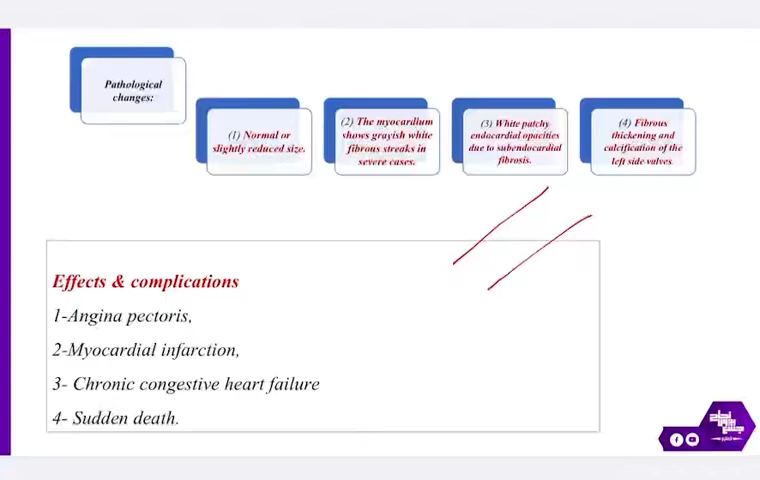 Pathological
changes:
(1) Normal or
slightly reduced size.
(2) The myocardium
shows grayish white
fibrous streaks in
severe cases.
(3) White patchy
endocardial opacities
due to subendocardial
fibrosis.
(4) Fibrous
thickening and
calcification of the
left side valves.
Effects & complications
1-Angina pectoris,
2-Myocardial infarction,
3- Chronic congestive heart failure
4- Sudden death.